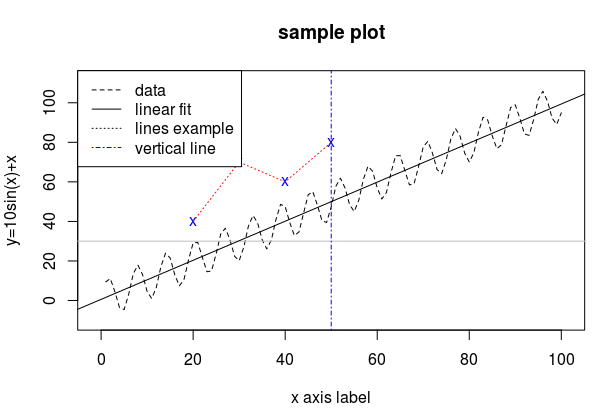 sample plot
data
linear fit
lines example
vertical line
y=10sin(x)+x
100
80
60
40
20
0
X
X
X
0 20 40 60 80 100
x axis label